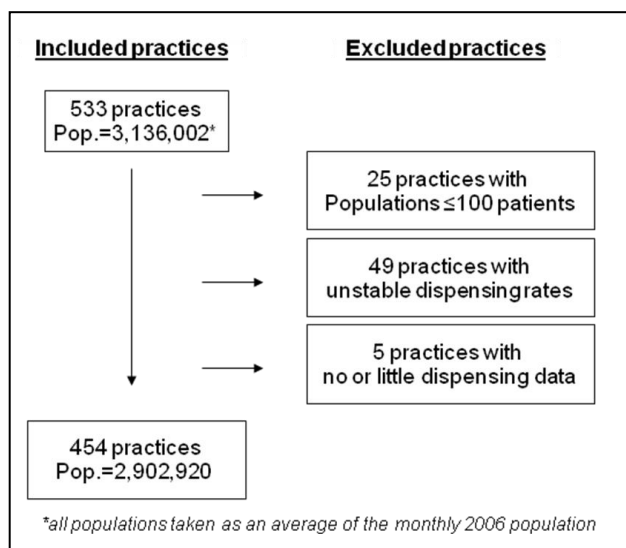 Included practices
Excluded practices
533 practices
Pop.=3,136,002*
25 practices with
Populations ≤100 patients
49 practices with
unstable dispensing rates
5 practices with
no or little dispensing data
454 practices
Pop.=2,902,920
*all populations taken as an average of the monthly 2006 population